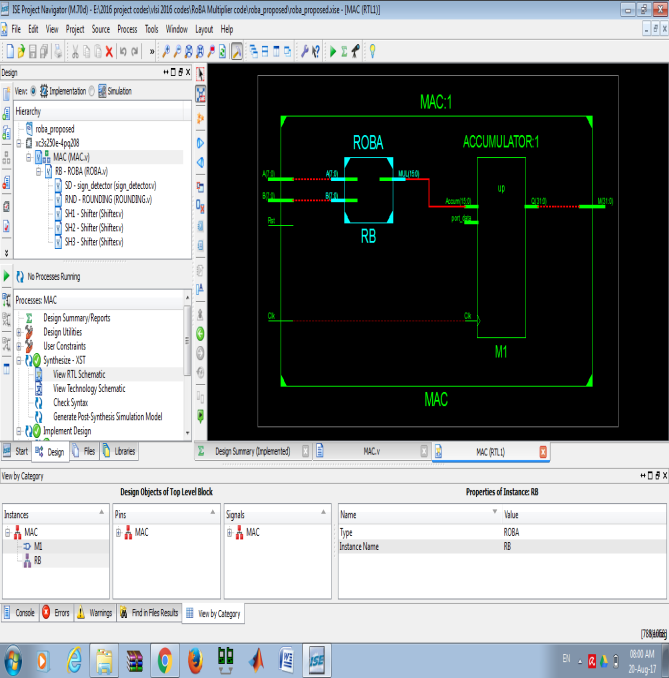 ISE Project Navigator (M.70d) - E:\2016 project codes\vlsi 2016 codes\RoBA Multiplier code\roba_proposed\roba_proposed.xise - [MAC (RTL1)]
File Edit View Project Source Process Tools Window Layout Help
Design
View: Implementation Simulation
Hierarchy
roba_proposed
xc3s250e-4pq208
MAC (MAC.v)
RB - ROBA (ROBA.v)
SD - sign_detector (sign_detector.v)
RND - ROUNDING (ROUNDING.v)
SH1 - Shifter (Shifter.v)
SH2 - Shifter (Shifter.v)
SH3 - Shifter (Shifter.v)
No Processes Running
Processes: MAC
Design Summary/Reports
Design Utilities
User Constraints
Synthesize - XST
View RTL Schematic
View Technology Schematic
Check Syntax
Generate Post-Synthesis Simulation Model
Implement Design
Start Design Files Libraries
MAC:1
ROBA
ACCUMULATOR:1
A(7:0) A(7:0) MUL(15:0) up
B(7:0) B(7:0) Accum(15:0) Q(31:0) M(31:0)
Rst port_data
RB
Clk Clk
M1
MAC
Design Summary (Implemented) MAC.v MAC (RTL1)
View by Category
Design Objects of Top Level Block Properties of Instance: RB
Instances Pins Signals Name Value
MAC MAC MAC Type ROBA
M1 Instance Name RB
RB
Console Errors Warnings Find in Files Results View by Category
ISE
EN
08:00 AM
20-Aug-17